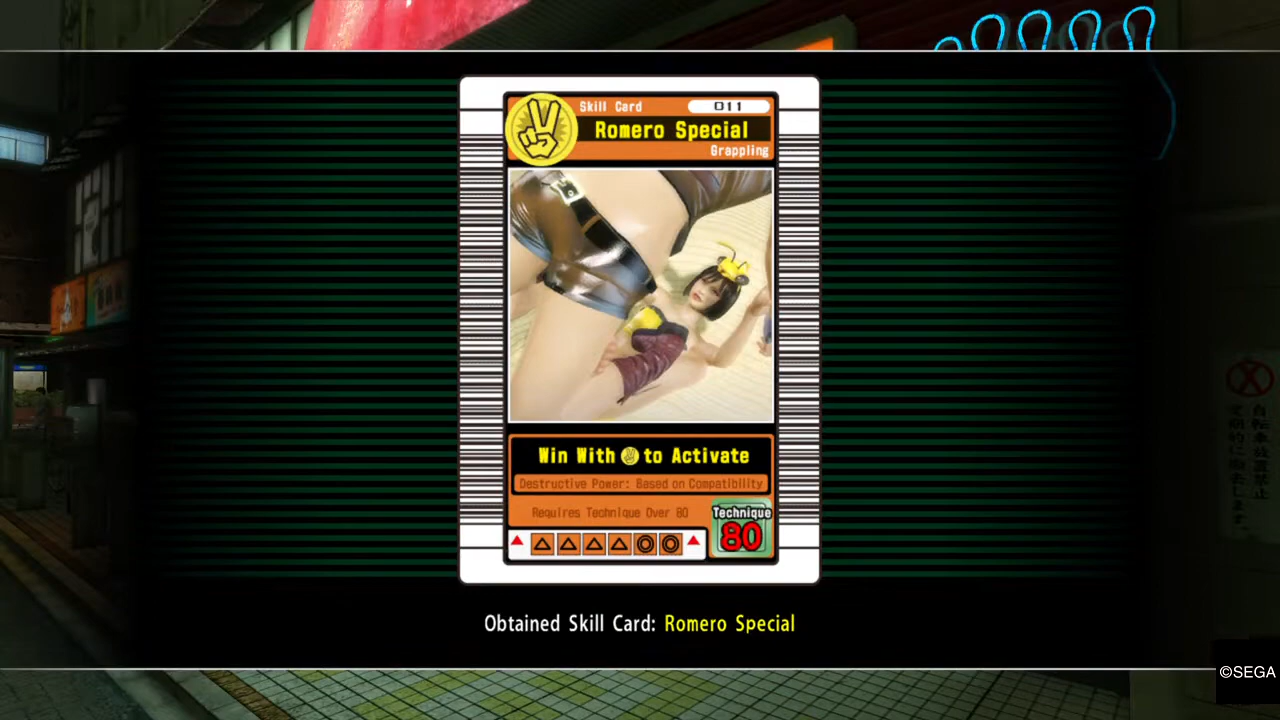 Skill Card 011
Romero Special
Grappling
Win With to Activate
Destructive Power: Based on Compatibility
Requires Technique Over 80
Technique
80
Obtained Skill Card: Romero Special
©SEGA